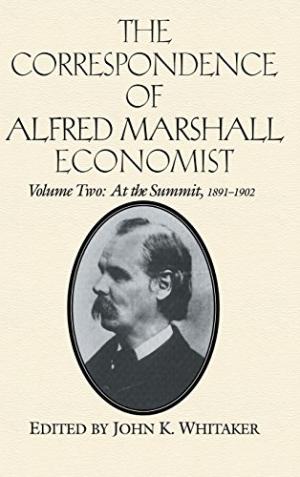 THE
CORRESPONDENCE
OF
ALFRED MARSHALL
ECONOMIST
Volume Two: At the Summit, 1891–1902
EDITED BY JOHN K. WHITAKER